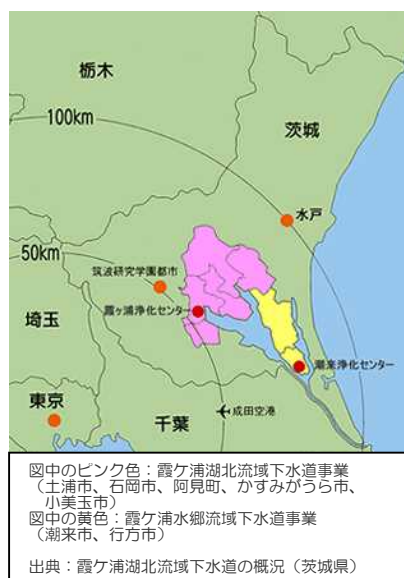 栃木
100km
茨城
水戸
50km
筑波研究学園都市
霞ヶ浦浄化センター
埼玉
潮来浄化センター
東京
千葉
成田空港
図中のピンク色：霞ケ浦湖北流域下水道事業
（土浦市、石岡市、阿見町、かすみがうら市、
小美玉市）
図中の黄色：霞ケ浦水郷流域下水道事業
（潮来市、行方市）
出典：霞ケ浦湖北流域下水道の概況（茨城県）